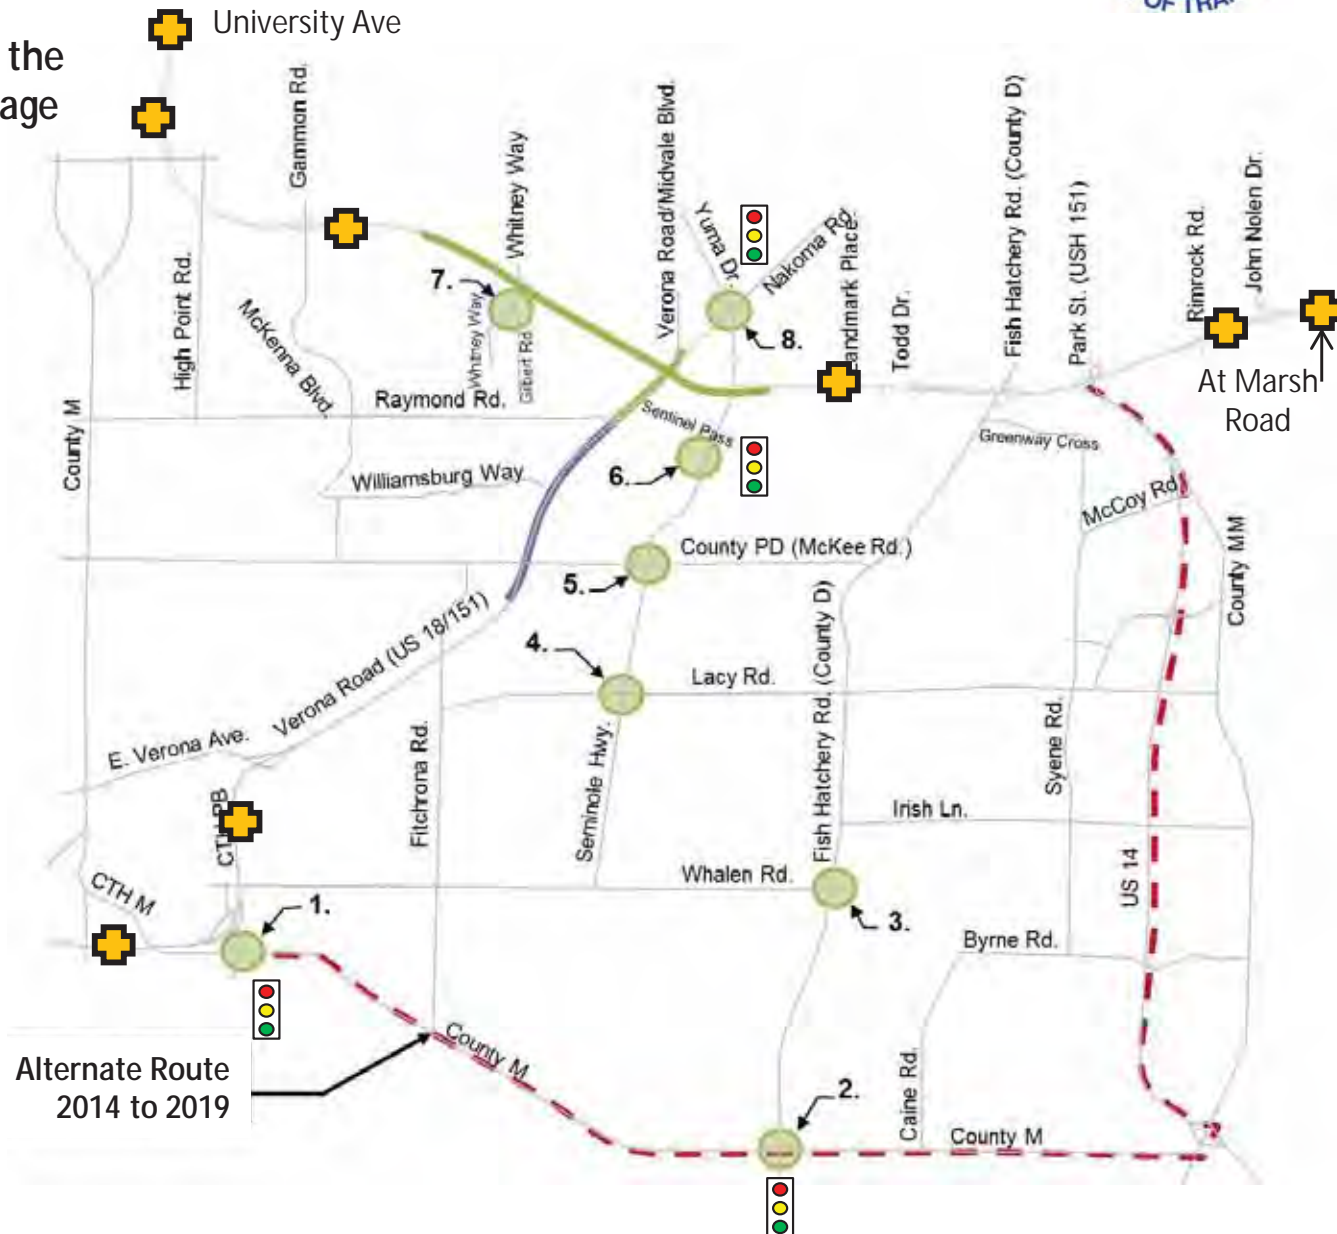 University Ave
the
age
Gammon Rd.
Whitney Way
Verona Road/Midvale Blvd.
Fish Hatchery Rd. (County D)
Park St. (USH 151)
Rimrock Rd.
John Nolen Dr.
Yuma Dr.
Nakoma Rd.
Landmark Place
Todd Dr.
High Point Rd.
McKenna Blvd.
7.
Whitney Way
Gilbert Rd
8.
At Marsh
Road
County M
Raymond Rd.
Sentinel Pass
Greenway Cross
Williamsburg Way
6.
McCoy Rd
County PD (McKee Rd.)
5.
County MM
4.
Verona Road (US 18/151)
Lacy Rd.
Fish Hatchery Rd. (County D)
E. Verona Ave.
Fitchrona Rd.
Seminole Hwy.
Syene Rd.
CTH PB
Irish Ln.
Whalen Rd.
US 14
CTH M
1.
3.
Byrne Rd.
Alternate Route
2014 to 2019
County M
2.
Caine Rd.
County M